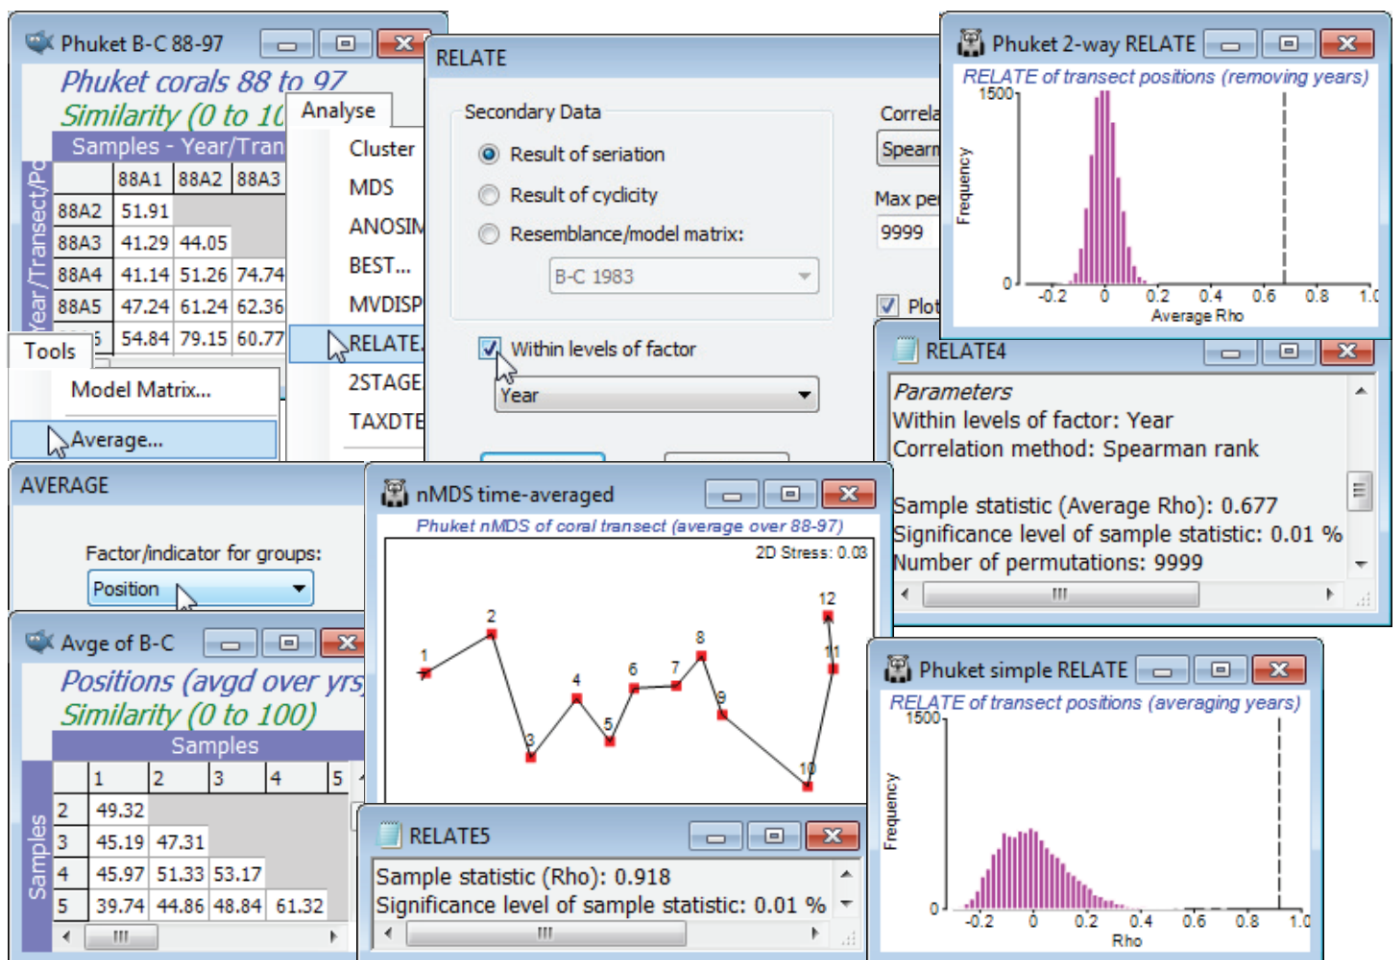 Phuket B-C 88-97
Phuket corals 88 to 97
Similarity (0 to 10
Samples - Year/Tran
Year/Transect/Po
88A1 88A2 88A3
88A2 51.91
88A3 41.29 44.05
88A4 41.14 51.26 74.74
88A5 47.24 61.24 62.36
54.84 79.15 60.77
Analyse
Cluster
MDS
ANOSIM
BEST...
MVDISP
RELATE.
2STAGE
TAXDTE
Tools
Model Matrix...
Average...
RELATE
Secondary Data
Result of seriation
Result of cyclicity
Resemblance/model matrix:
B-C 1983
Within levels of factor
Year
Correla
Spearm
Max pe
9999
Plot
Phuket 2-way RELATE
RELATE of transect positions (removing years)
1500
Frequency
0
-0.2 0 0.2 0.4 0.6 0.8 1.0
Average Rho
RELATE4
Parameters
Within levels of factor: Year
Correlation method: Spearman rank
Sample statistic (Average Rho): 0.677
Significance level of sample statistic: 0.01 %
Number of permutations: 9999
AVERAGE
Factor/indicator for groups:
Position
Avge of B-C
Positions (avgd over yrs
Similarity (0 to 100)
Samples
Samples
1 2 3 4 5
2 49.32
3 45.19 47.31
4 45.97 51.33 53.17
5 39.74 44.86 48.84 61.32
nMDS time-averaged
Phuket nMDS of coral transect (average over 88-97)
2D Stress: 0.03
1
2
3
4
5
6
7
8
9
10
11
12
RELATE5
Sample statistic (Rho): 0.918
Significance level of sample statistic: 0.01 %
Phuket simple RELATE
RELATE of transect positions (averaging years)
1500
Frequency
0
-0.2 0 0.2 0.4 0.6 0.8 1.0
Rho